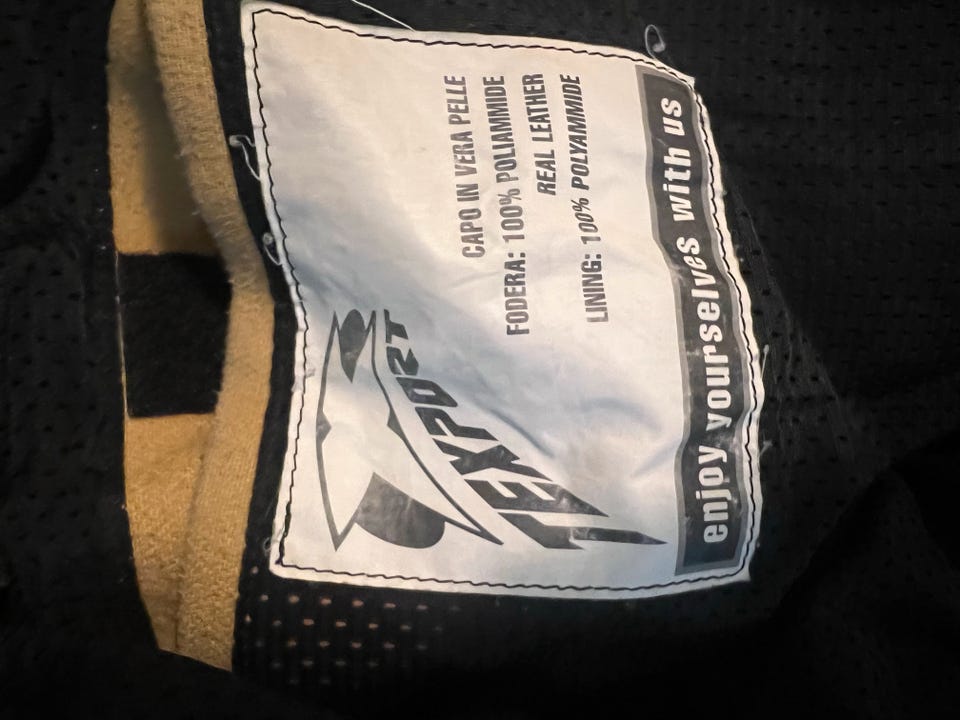 TEXPORT
CAPO IN VERA PELLE
FODERA: 100% POLIAMMIDE
REAL LEATHER
LINING: 100% POLYAMMIDE
enjoy yourselves with us